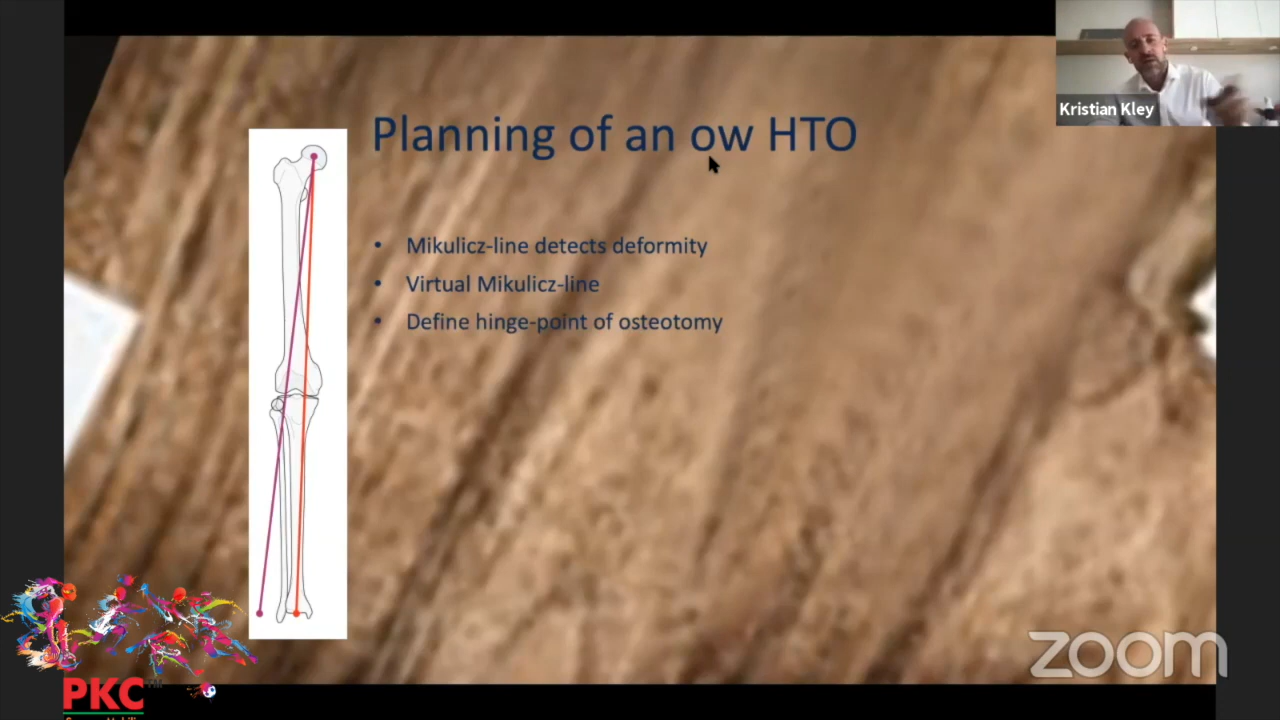 Kristian Kley
Planning of an ow HTO
• Mikulicz-line detects deformity
• Virtual Mikulicz-line
• Define hinge-point of osteotomy
zoom
PKC